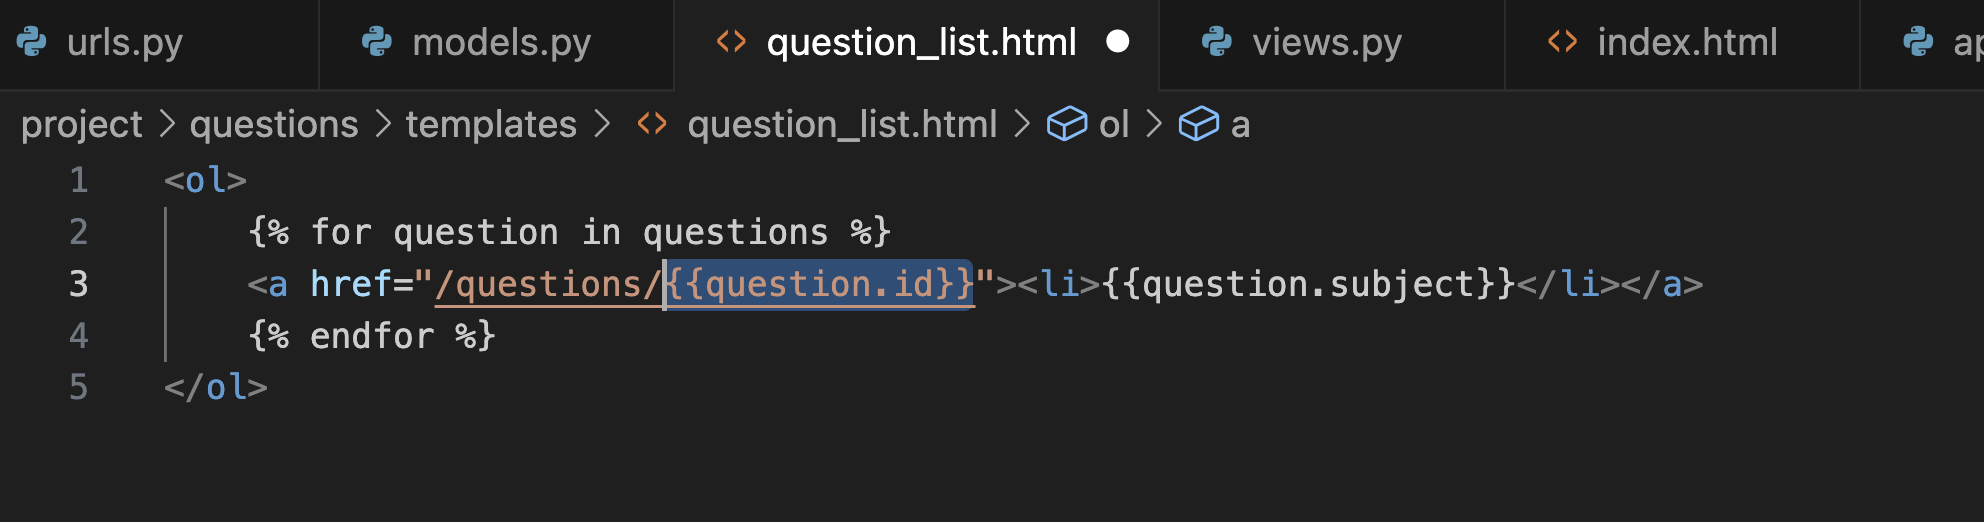 urls.py models.py question_list.html views.py index.html ap
project > questions > templates > question_list.html > ol > a
1 <ol>
2 {% for question in questions %}
3 <a href="/questions/{{question.id}}"><li>{{question.subject}}</li></a>
4 {% endfor %}
5 </ol>